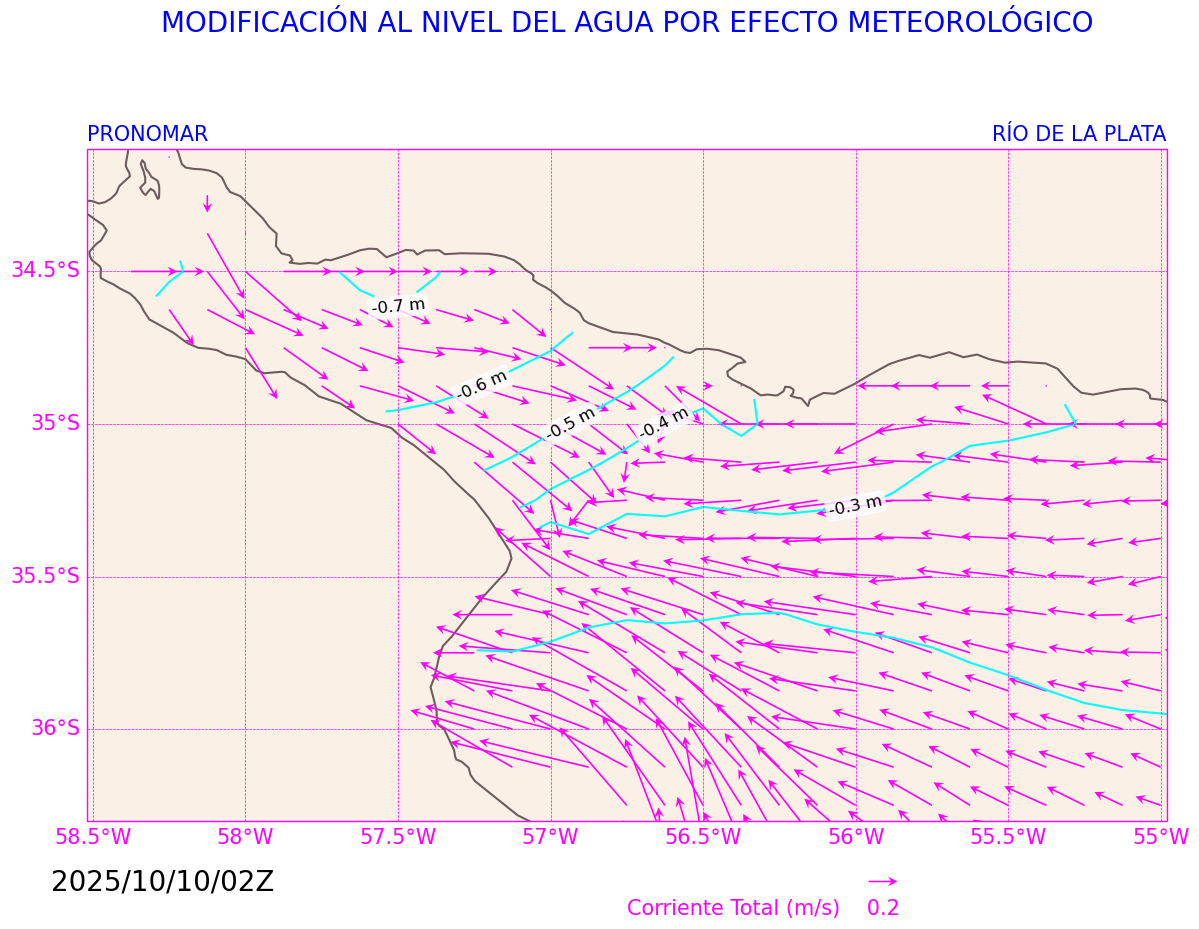 MODIFICACIÓN AL NIVEL DEL AGUA POR EFECTO METEOROLÓGICO
PRONOMAR RÍO DE LA PLATA
34.5°S
-0.7 m
-0.6 m
-0.5 m
-0.4 m
35°S
-0.3 m
35.5°S
36°S
58.5°W 58°W 57.5°W 57°W 56.5°W 56°W 55.5°W 55°W
2025/10/10/02Z
Corriente Total (m/s) 0.2